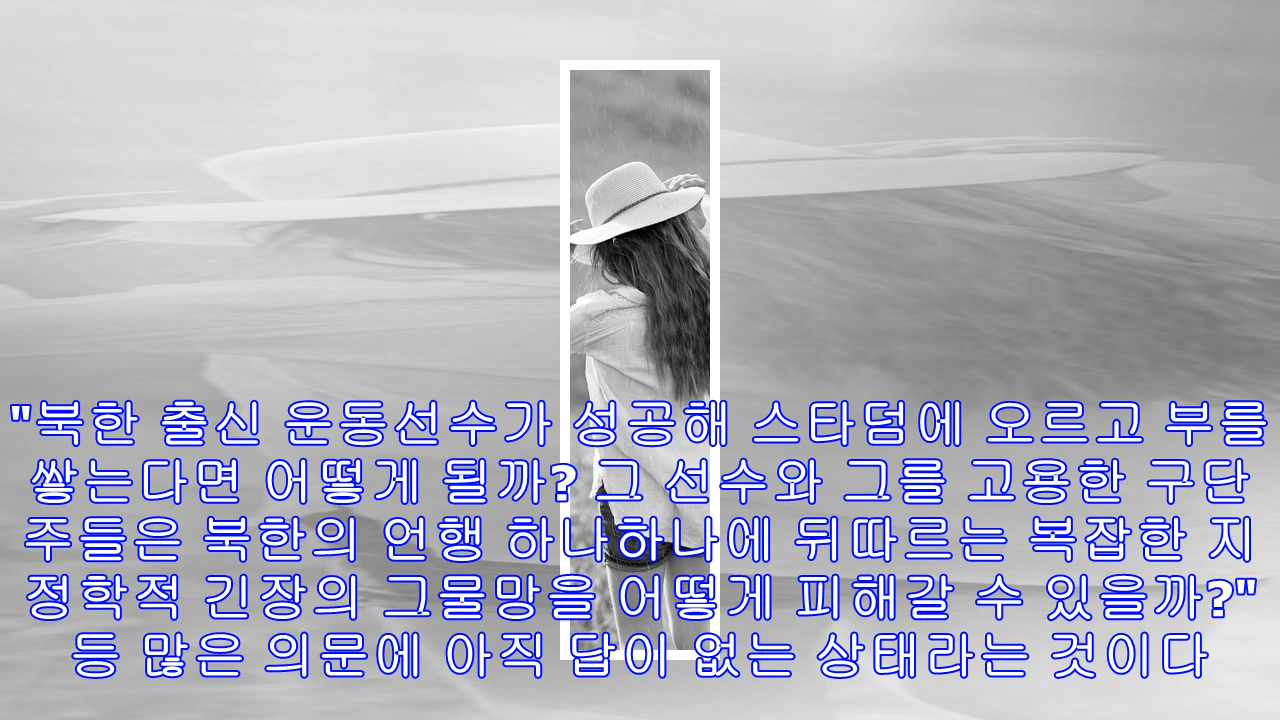 "북한 출신 운동선수가 성공해 스타덤에 오르고 부를
쌓는다면 어떻게 될까? 그 선수와 그를 고용한 구단
주들은 북한의 언행 하나하나에 뒤따르는 복잡한 지
정학적 긴장의 그물망을 어떻게 피해갈 수 있을까?"
등 많은 의문에 아직 답이 없는 상태라는 것이다